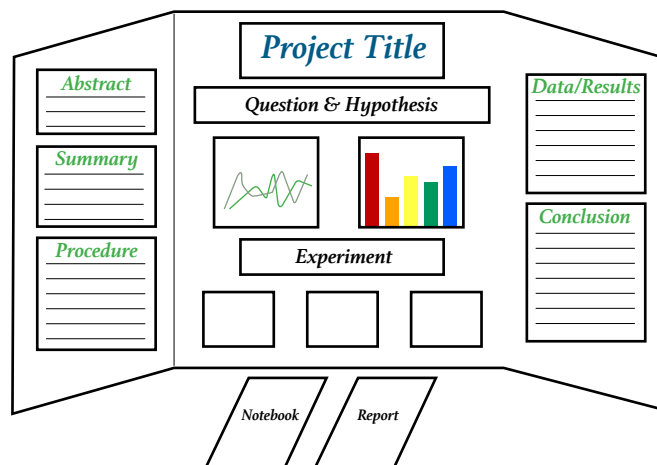 Project Title
Question & Hypothesis
Abstract
Summary
Procedure
Experiment
Data/Results
Conclusion
Notebook
Report